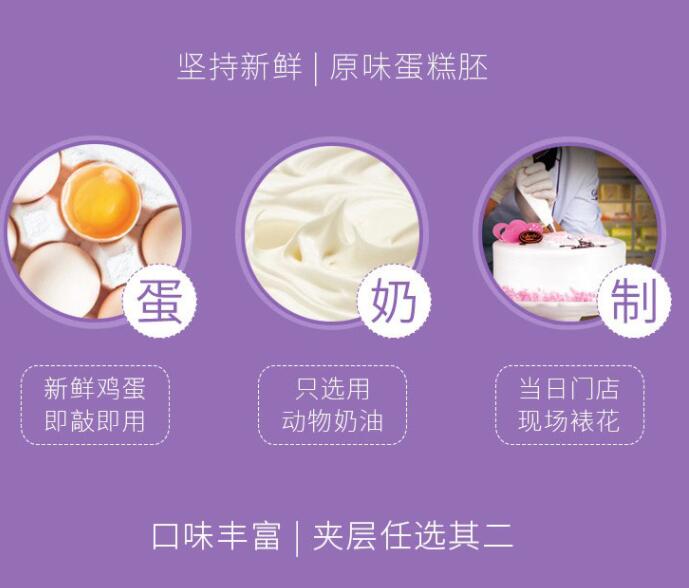 坚持新鲜 | 原味蛋糕胚
蛋
奶
制
新鲜鸡蛋
即敲即用
只选用
动物奶油
当日门店
现场裱花
口味丰富 | 夹层任选其二